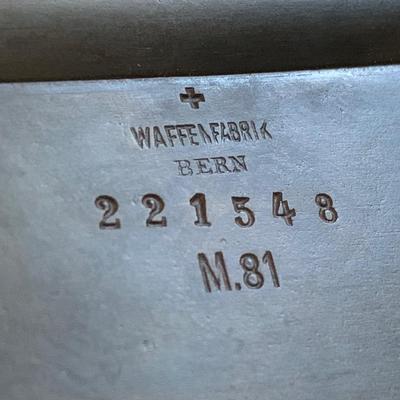 WAFFENFABRIK
BERN
221548
M.81